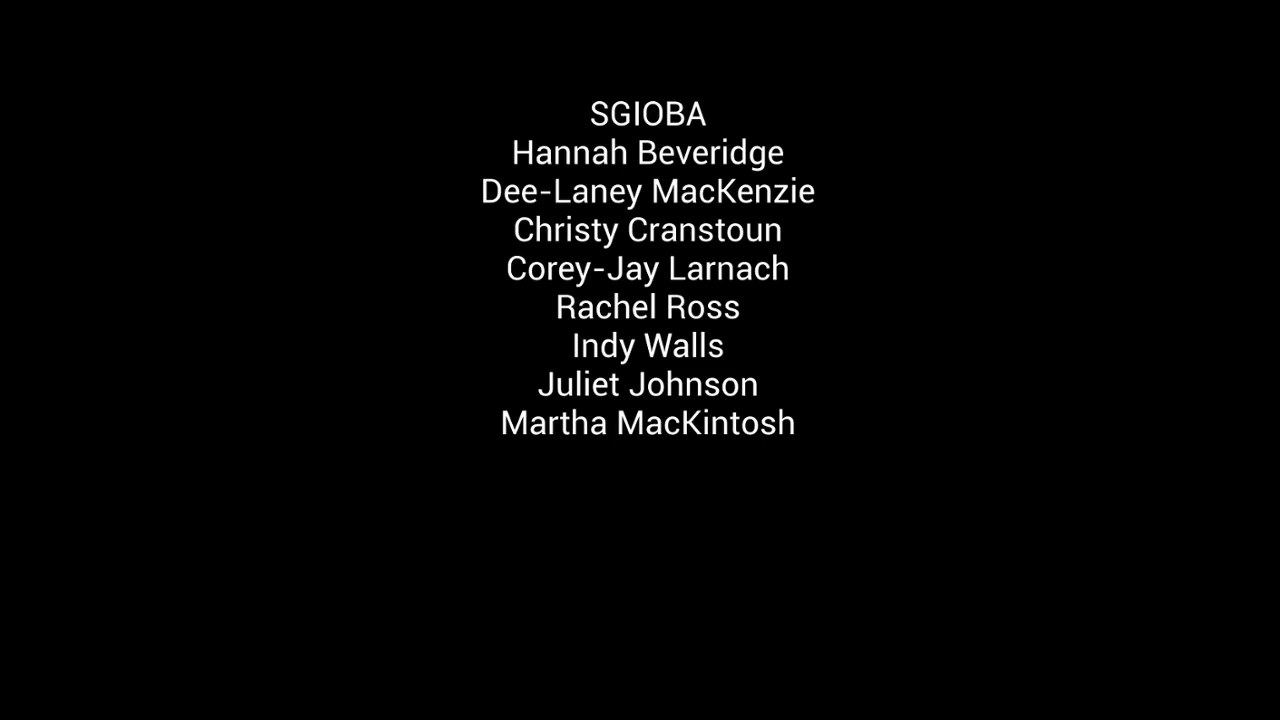 SGIOBA
Hannah Beveridge
Dee-Laney MacKenzie
Christy Cranstoun
Corey-Jay Larnach
Rachel Ross
Indy Walls
Juliet Johnson
Martha MacKintosh